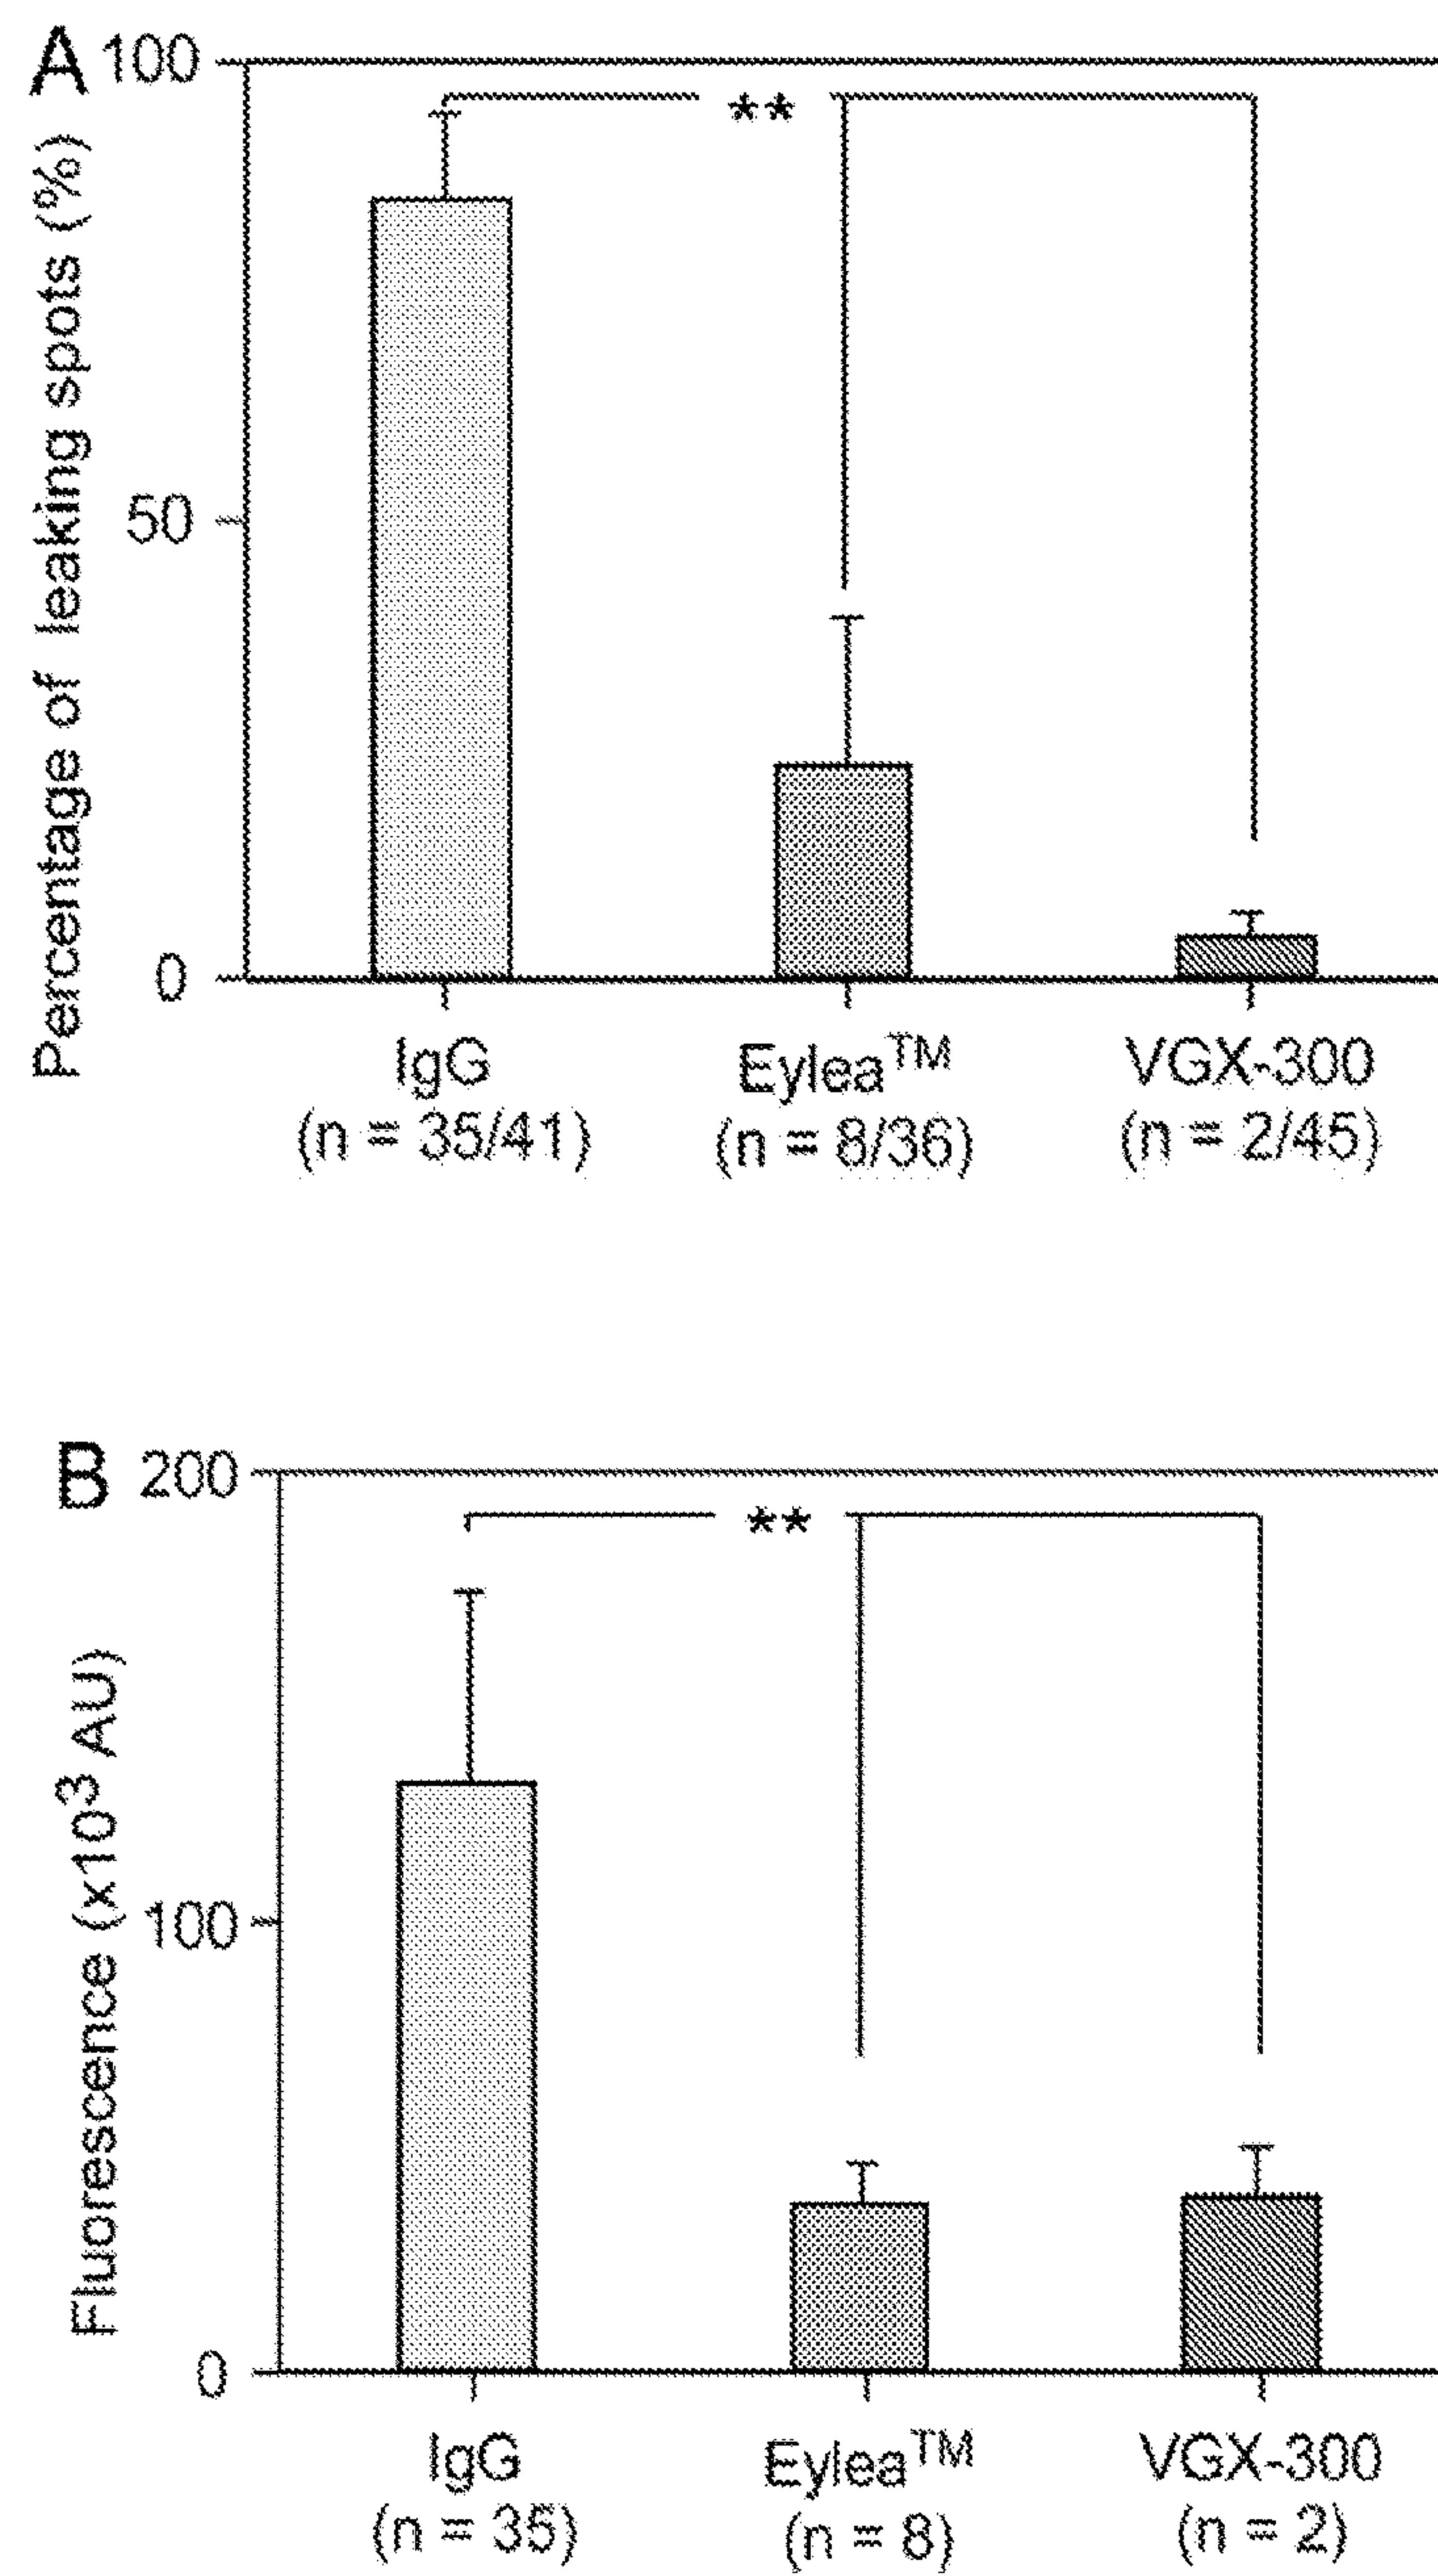 A
100
**
Percentage of leaking spots (%)
50
0
IgG
(n = 35/41)
Eylea™
(n = 8/36)
VGX-300
(n = 2/45)
B
200
**
Fluorescence (x10³ AU)
100
0
IgG
(n = 35)
Eylea™
(n = 8)
VGX-300
(n = 2)